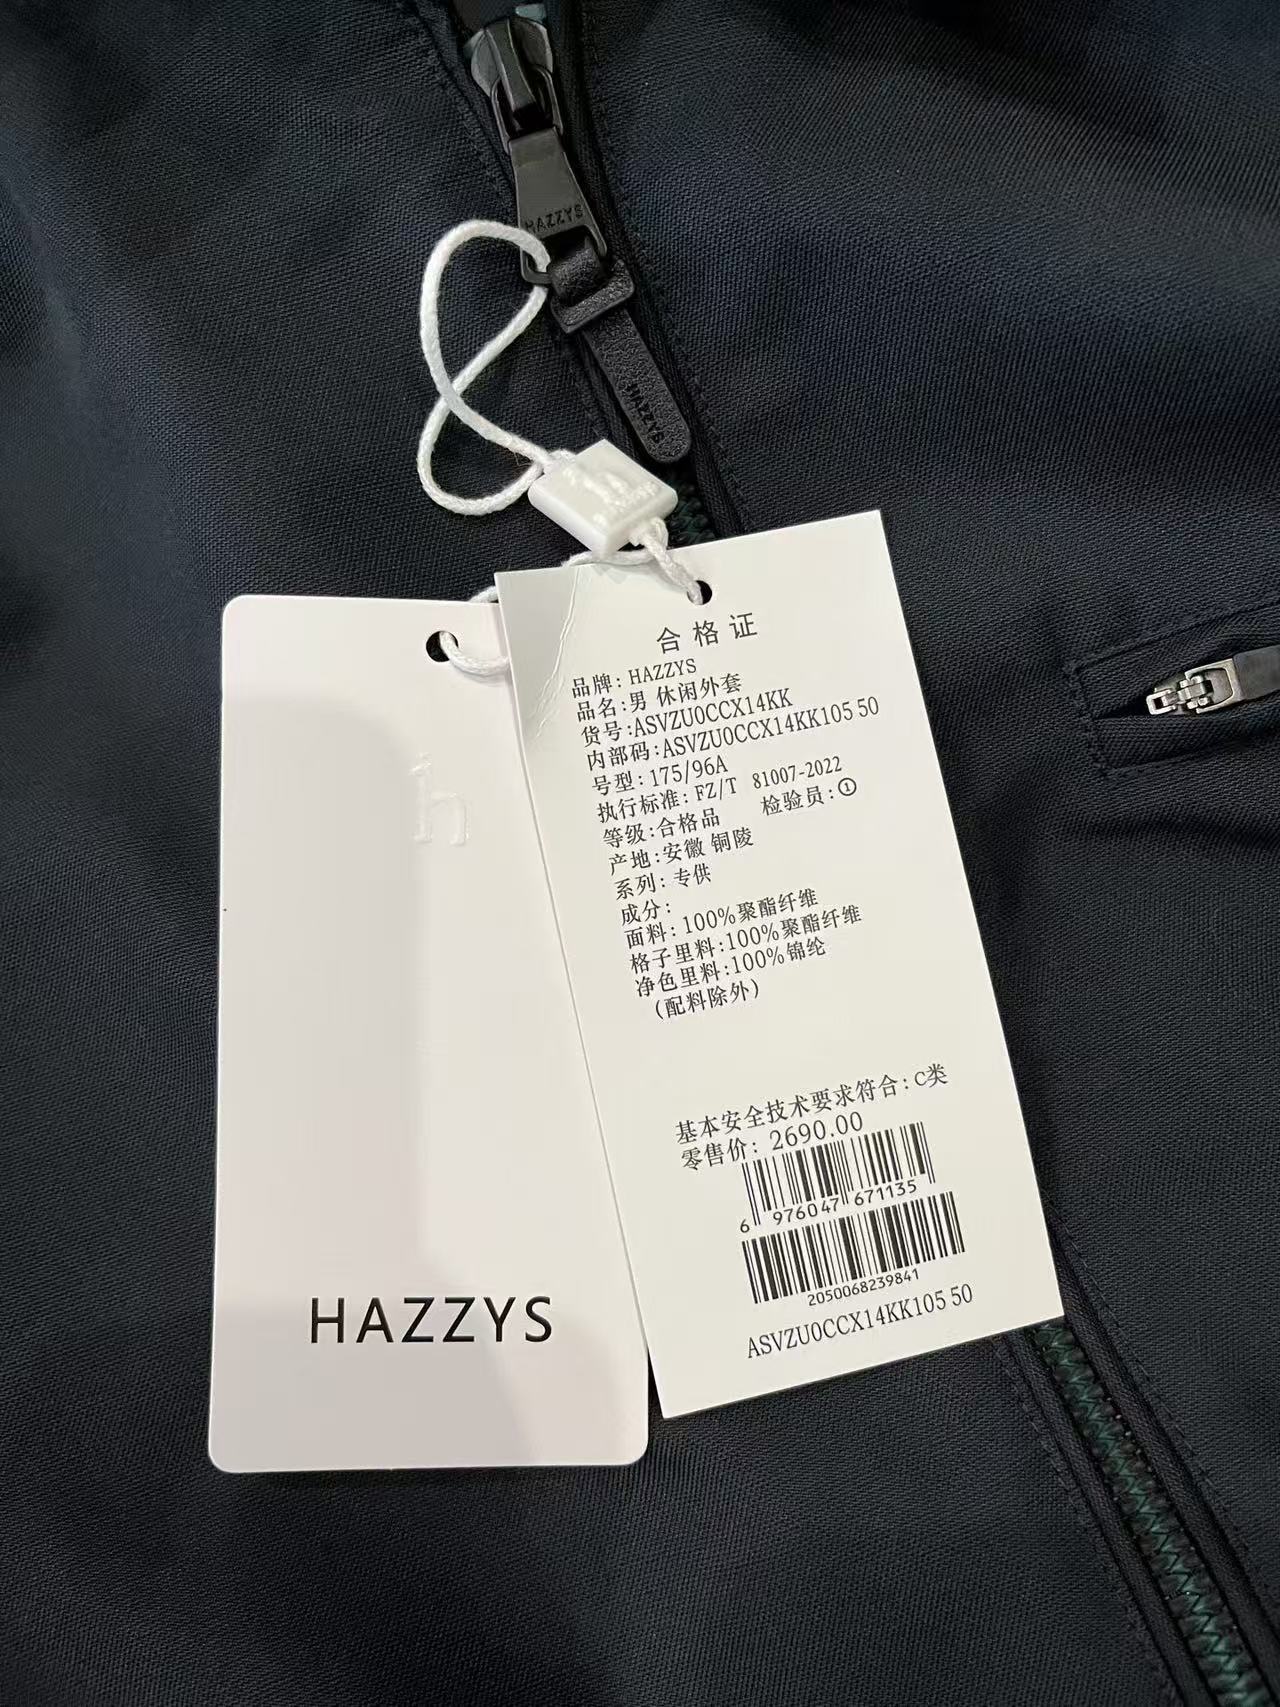 HAZZYS
HAZZYS
合格证
品牌: HAZZYS
品名:男 休闲外套
货号:ASVZU0CCX14KK
内部码:ASVZU0CCX14KK105 50
号型: 175/96A
执行标准: FZ/T 81007-2022
等级:合格品 检验员:①
产地:安徽 铜陵
系列: 专供
成分:
面料: 100%聚酯纤维
格子里料:100%聚酯纤维
净色里料:100%锦纶
(配料除外)
基本安全技术要求符合: C类
零售价: 2690.00
6 976047 671135
2050068239841
ASVZU0CCX14KK105 50
h
HAZZYS